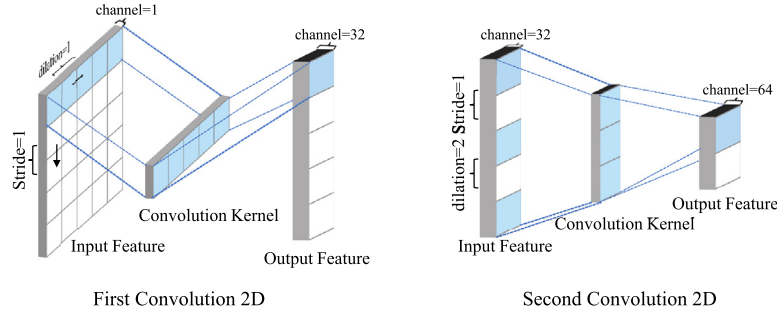 channel=1
dilation=1
Stride=1
Convolution Kernel
Input Feature
channel=32
Output Feature
First Convolution 2D
channel=32
dilation=2 Stride=1
Convolution Kernel
Input Feature
channel=64
Output Feature
Second Convolution 2D